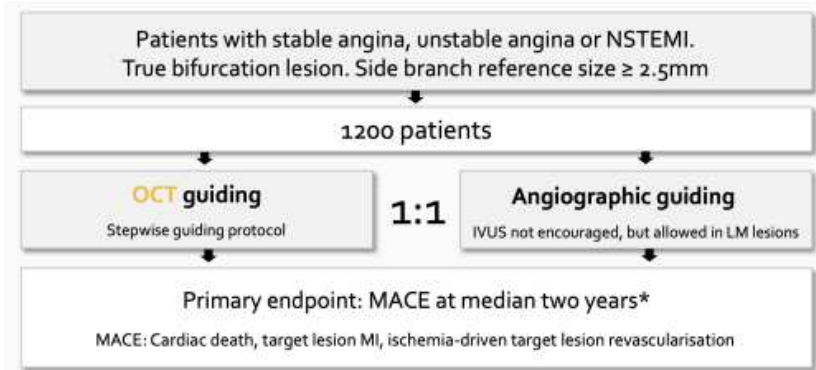 Patients with stable angina, unstable angina or NSTEMI.
True bifurcation lesion. Side branch reference size ≥ 2.5mm
1200 patients
OCT guiding
Stepwise guiding protocol
1:1
Angiographic guiding
IVUS not encouraged, but allowed in LM lesions
Primary endpoint: MACE at median two years*
MACE: Cardiac death, target lesion MI, ischemia-driven target lesion revascularisation